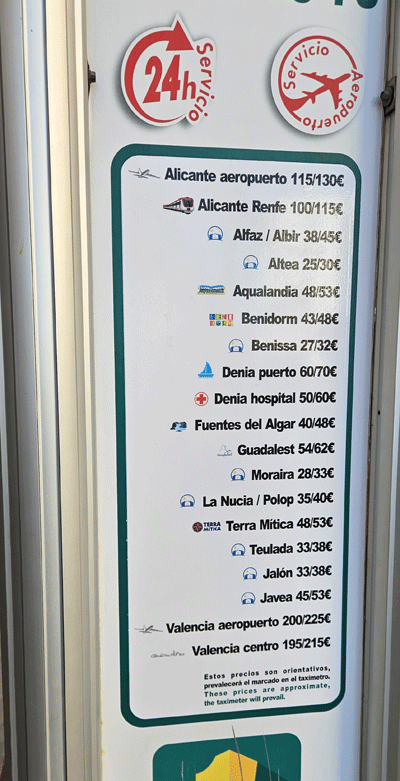 24h
Servicio
Servicio
Aeropuerto
Alicante aeropuerto 115/130€
Alicante Renfe 100/115€
Alfaz / Albir 38/45€
Altea 25/30€
Aqualandia 48/53€
BENI
DORM
Benidorm 43/48€
Benissa 27/32€
Denia puerto 60/70€
Denia hospital 50/60€
Fuentes del Algar 40/48€
Guadalest 54/62€
Moraira 28/33€
La Nucia / Polop 35/40€
TERRA
MITICA
Terra Mítica 48/53€
Teulada 33/38€
Jalón 33/38€
Javea 45/53€
Valencia aeropuerto 200/225€
Valencia centro 195/215€
Estos precios son orientativos,
prevalecerá el marcado en el taxímetro.
These prices are approximate,
the taximeter will prevail.